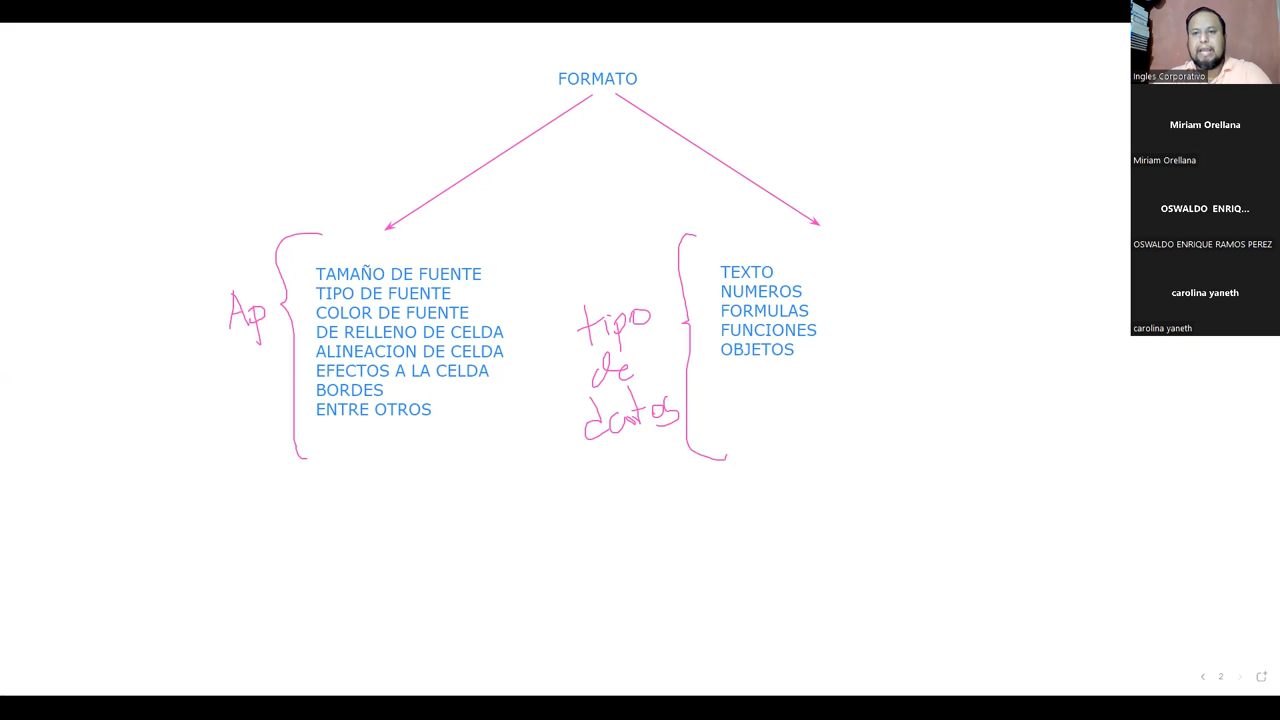 FORMATO
Ap
TAMAÑO DE FUENTE
TIPO DE FUENTE
COLOR DE FUENTE
DE RELLENO DE CELDA
ALINEACION DE CELDA
EFECTOS A LA CELDA
BORDES
ENTRE OTROS
tipo
de
datos
TEXTO
NUMEROS
FORMULAS
FUNCIONES
OBJETOS
Ingles Corporativo
Miriam Orellana
Miriam Orellana
OSWALDO ENRIQ...
OSWALDO ENRIQUE RAMOS PEREZ
carolina yaneth
carolina yaneth
2